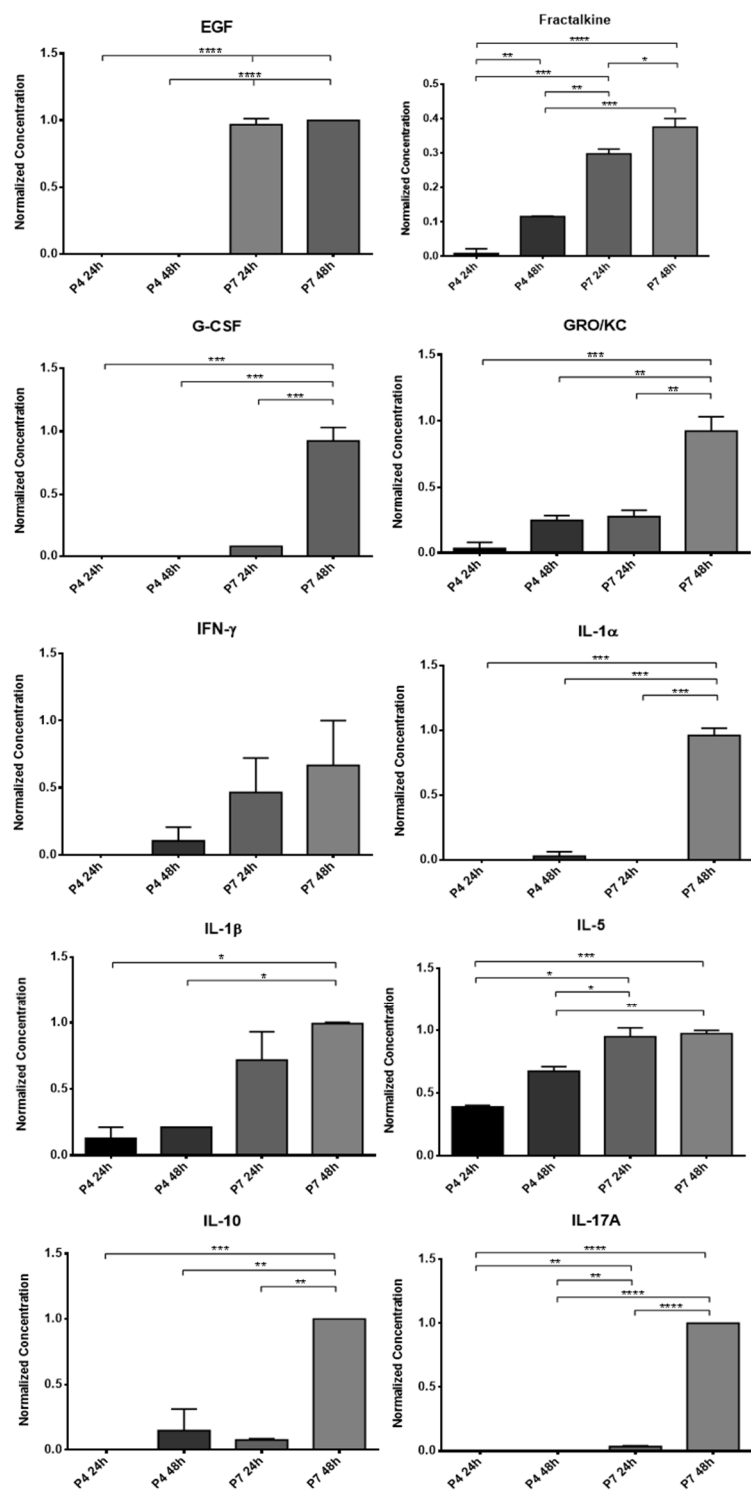 EGF
****
****
Normalized Concentration
1.5
1.0
0.5
0.0
P4 24h
P4 48h
P7 24h
P7 48h
Fractalkine
****
**
*
***
**
***
Normalized Concentration
0.5
0.4
0.3
0.2
0.1
0.0
P4 24h
P4 48h
P7 24h
P7 48h
G-CSF
***
***
***
Normalized Concentration
1.5
1.0
0.5
0.0
P4 24h
P4 48h
P7 24h
P7 48h
GRO/KC
***
**
**
Normalized Concentration
1.5
1.0
0.5
0.0
P4 24h
P4 48h
P7 24h
P7 48h
IFN-γ
Normalized Concentration
1.5
1.0
0.5
0.0
P4 24h
P4 48h
P7 24h
P7 48h
IL-1α
***
***
***
Normalized Concentration
1.5
1.0
0.5
0.0
P4 24h
P4 48h
P7 24h
P7 48h
IL-1β
*
*
Normalized Concentration
1.5
1.0
0.5
0.0
P4 24h
P4 48h
P7 24h
P7 48h
IL-5
***
*
*
**
Normalized Concentration
1.5
1.0
0.5
0.0
P4 24h
P4 48h
P7 24h
P7 48h
IL-10
***
**
**
Normalized Concentration
1.5
1.0
0.5
0.0
P4 24h
P4 48h
P7 24h
P7 48h
IL-17A
****
**
**
****
****
Normalized Concentration
1.5
1.0
0.5
0.0
P4 24h
P4 48h
P7 24h
P7 48h